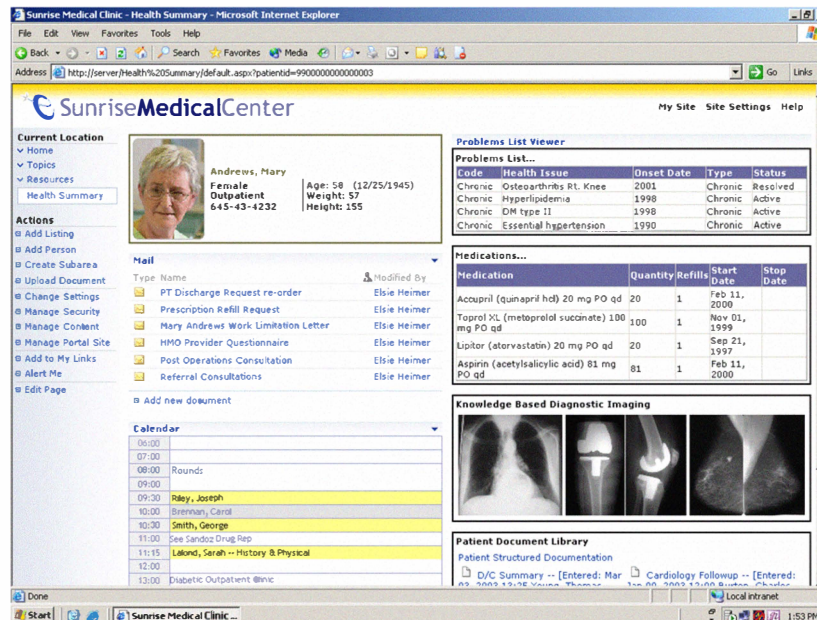 Sunrise Medical Clinic - Health Summary - Microsoft Internet Explorer
File Edit View Favorites Tools Help
Back Search Favorites Media
Address http://server/Health%20Summary/default.aspx?patientid=9900000000000003 Go Links
SunriseMedicalCenter
My Site Site Settings Help
Current Location
Home
Topics
Resources
Health Summary
Actions
Add Listing
Add Person
Create Subarea
Upload Document
Change Settings
Manage Security
Manage Content
Manage Portal Site
Add to My Links
Alert Me
Edit Page
Andrews, Mary
Female Age: 58 (12/25/1945)
Outpatient Weight: 57
645-43-4232 Height: 155
Mail
Type Name Modified By
PT Discharge Request re-order Elsie Heimer
Prescription Refill Request Elsie Heimer
Mary Andrews Work Limitation Letter Elsie Heimer
HMO Provider Questionnaire Elsie Heimer
Post Operations Consultation Elsie Heimer
Referral Consultations Elsie Heimer
Add new document
Calendar
06:00
07:00
08:00 Rounds
09:00
09:30 Riley, Joseph
10:00 Brennan, Carol
10:30 Smith, George
11:00 See Sandoz Drug Rep
11:15 Lalond, Sarah -- History & Physical
12:00
13:00 Diabetic Outpatient Clinic
Problems List Viewer
Problems List...
Code Health Issue Onset Date Type Status
Chronic Osteoarthritis Rt. Knee 2001 Chronic Resolved
Chronic Hyperlipidemia 1998 Chronic Active
Chronic DM type II 1998 Chronic Active
Chronic Essential hypertension 1990 Chronic Active
Medications...
Medication Quantity Refills Start Date Stop Date
Accupril (quinapril hcl) 20 mg PO qd 20 1 Feb 11, 2000
Toprol XL (metoprolol succinate) 100 mg PO qd 100 1 Nov 01, 1999
Lipitor (atorvastatin) 20 mg PO qd 20 1 Sep 21, 1997
Aspirin (acetylsalicylic acid) 81 mg PO qd 81 1 Feb 11, 2000
Knowledge Based Diagnostic Imaging
Patient Document Library
Patient Structured Documentation
D/C Summary -- [Entered: Mar
03, 2003 13:25 Young, Thomas
Cardiology Followup -- [Entered:
Jan 09, 2003 12:00 Burton, Charles
Done Local intranet
Start Sunrise Medical Clinic ... 1:53 PM